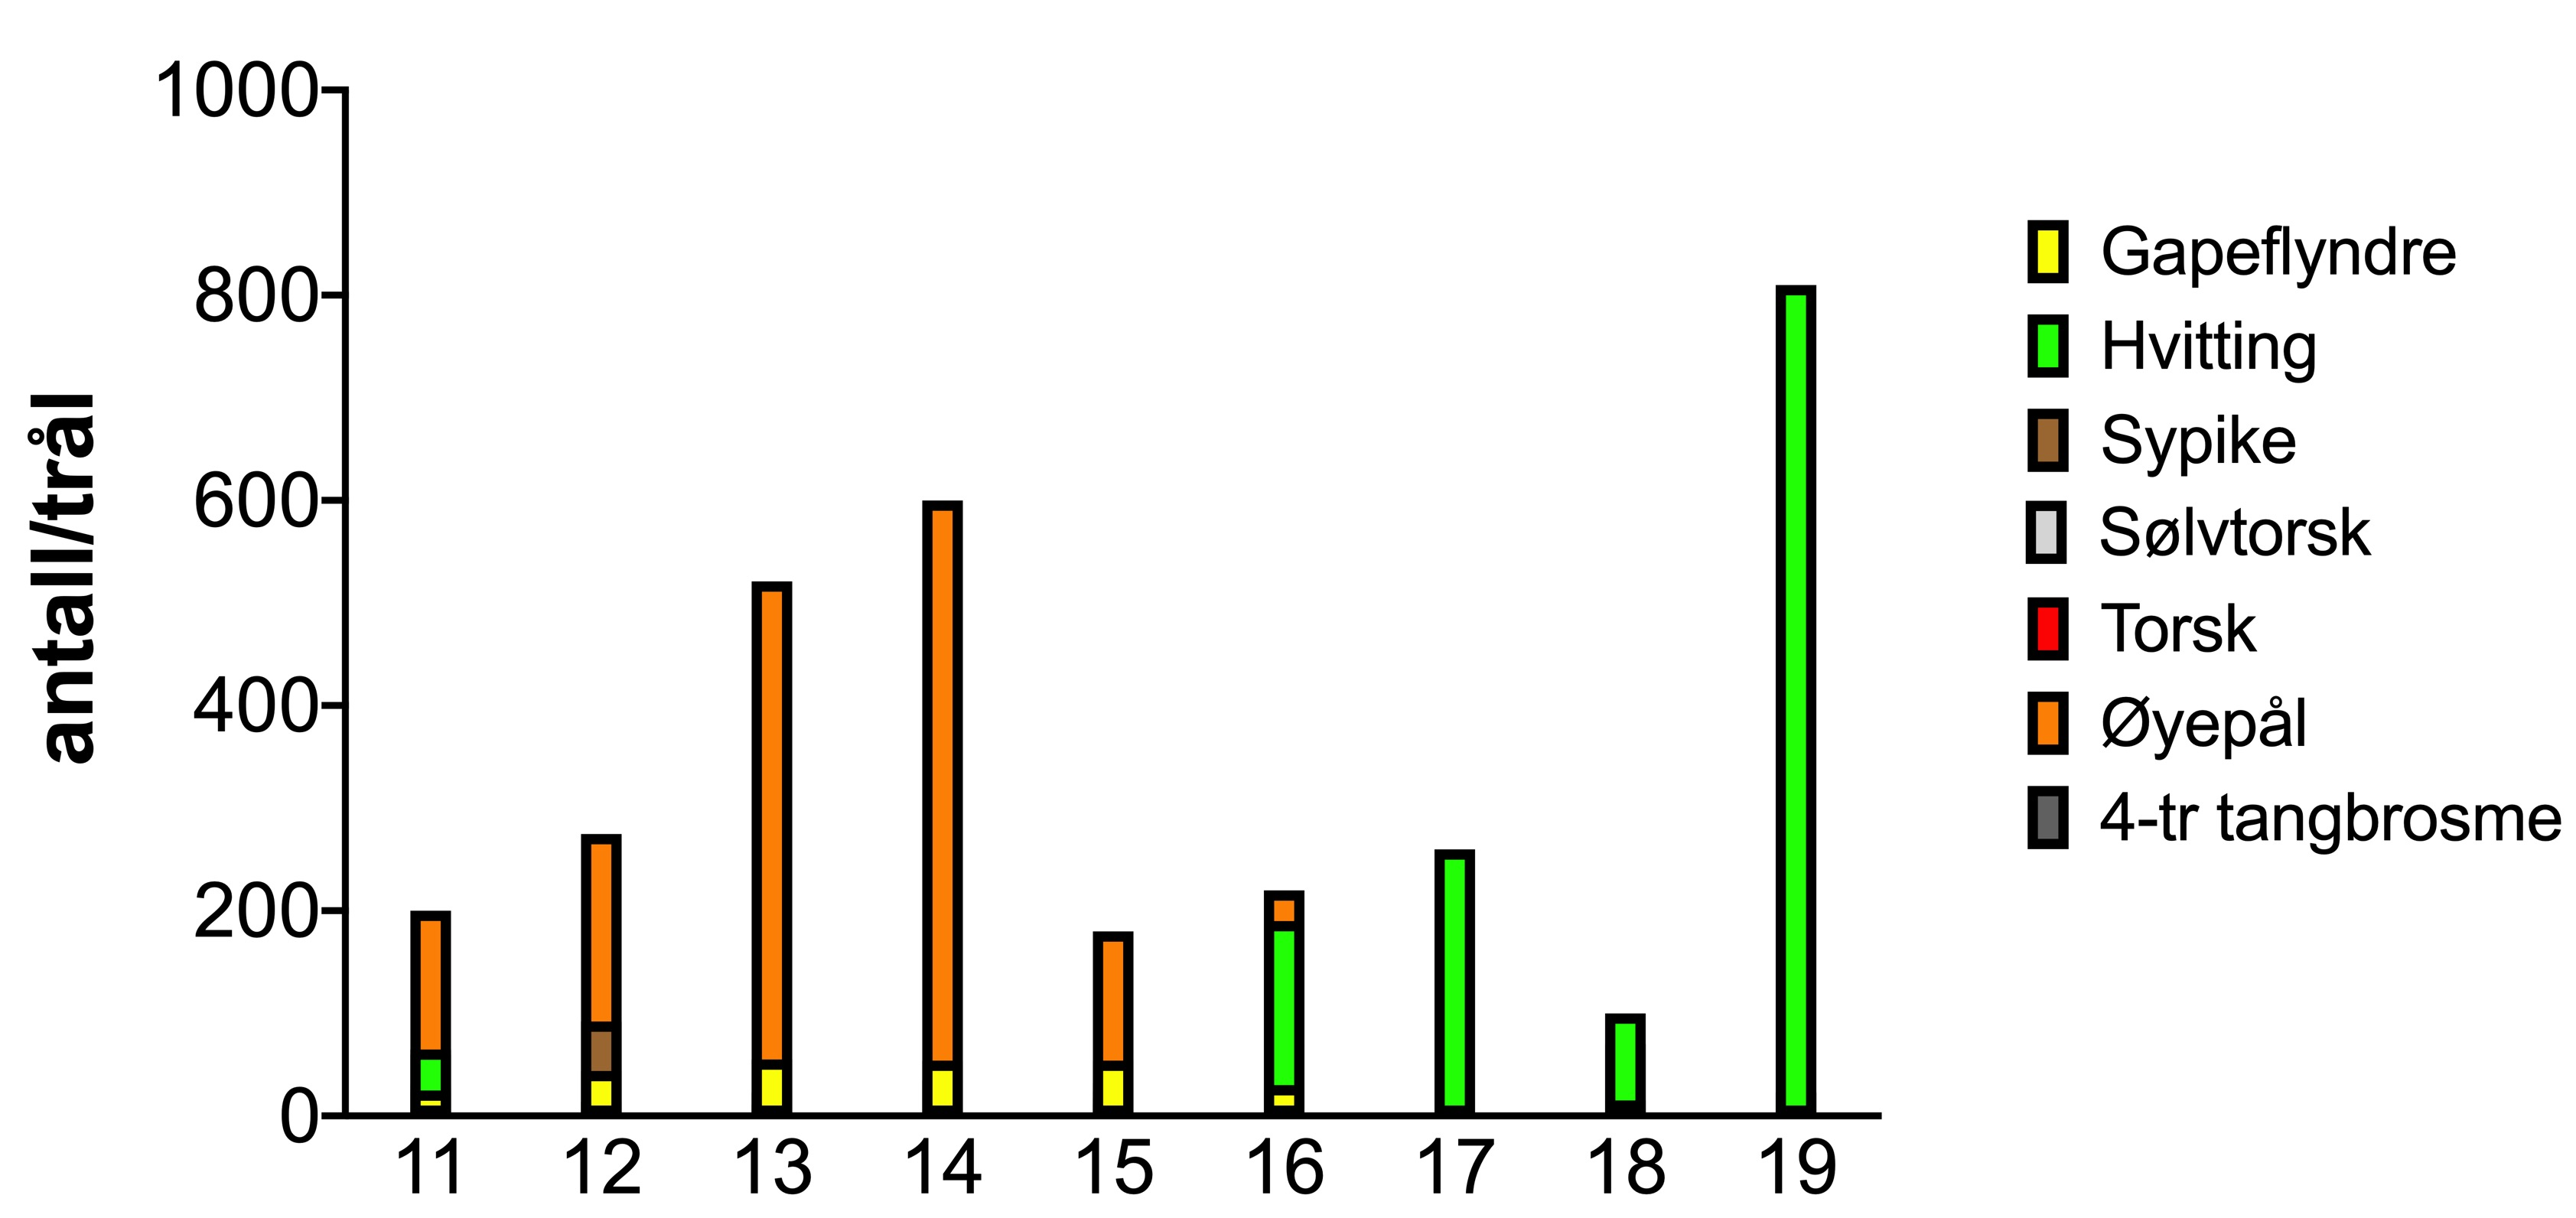 antall/trål
1000
800
600
400
200
0
11 12 13 14 15 16 17 18 19
Gapeflyndre
Hvitting
Sypike
Sølvtorsk
Torsk
Øyepål
4-tr tangbrosme